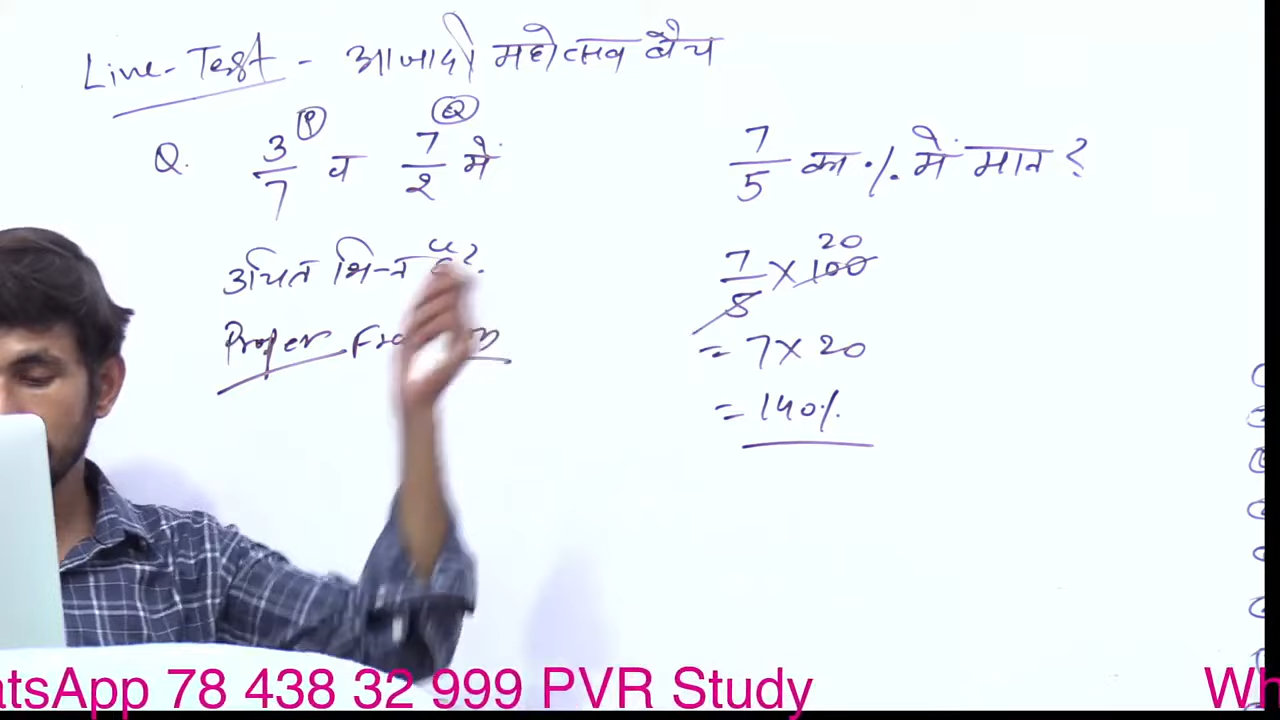 Live-Test - आजादी महोत्सव बैच
Q. 3/7 (P) व 7/2 (Q) में
उचित भिन्न है?
Proper
7/5 का % में मान ?
7/5 × 100 20
= 7 × 20
= 140%
WhatsApp 78 438 32 999 PVR Study